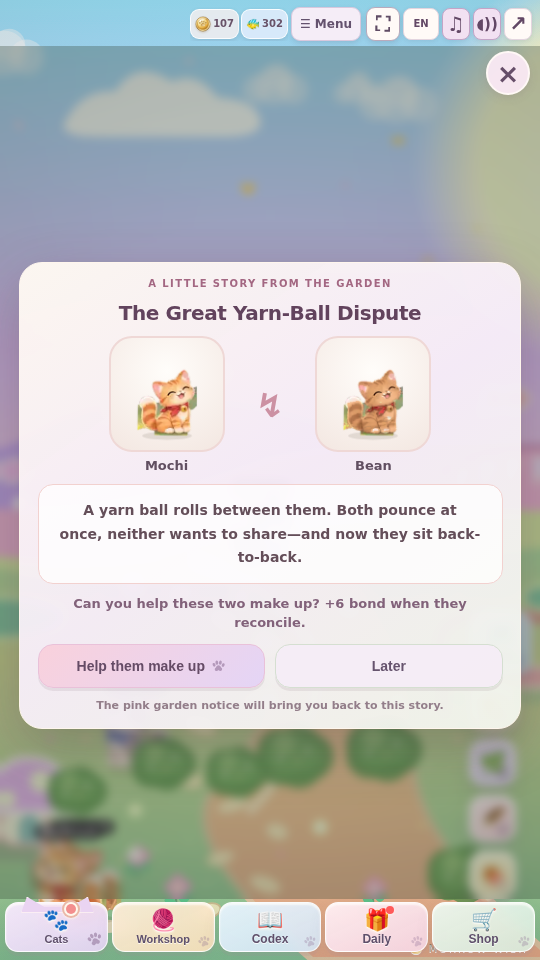 107
302
☰ Menu
EN
A LITTLE STORY FROM THE GARDEN
The Great Yarn-Ball Dispute
Mochi
Bean
A yarn ball rolls between them. Both pounce at
once, neither wants to share—and now they sit back-
to-back.
Can you help these two make up? +6 bond when they
reconcile.
Help them make up
Later
The pink garden notice will bring you back to this story.
Cats
Workshop
Codex
Daily
Shop